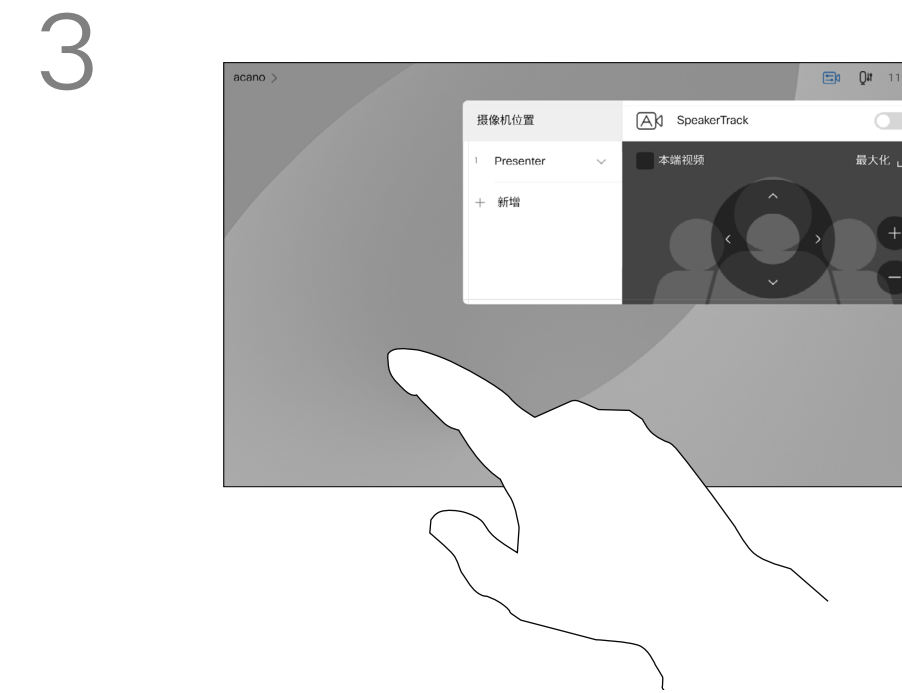 3
acano
11
摄像机位置
SpeakerTrack
1 Presenter
本端视频
最大化
+ 新增